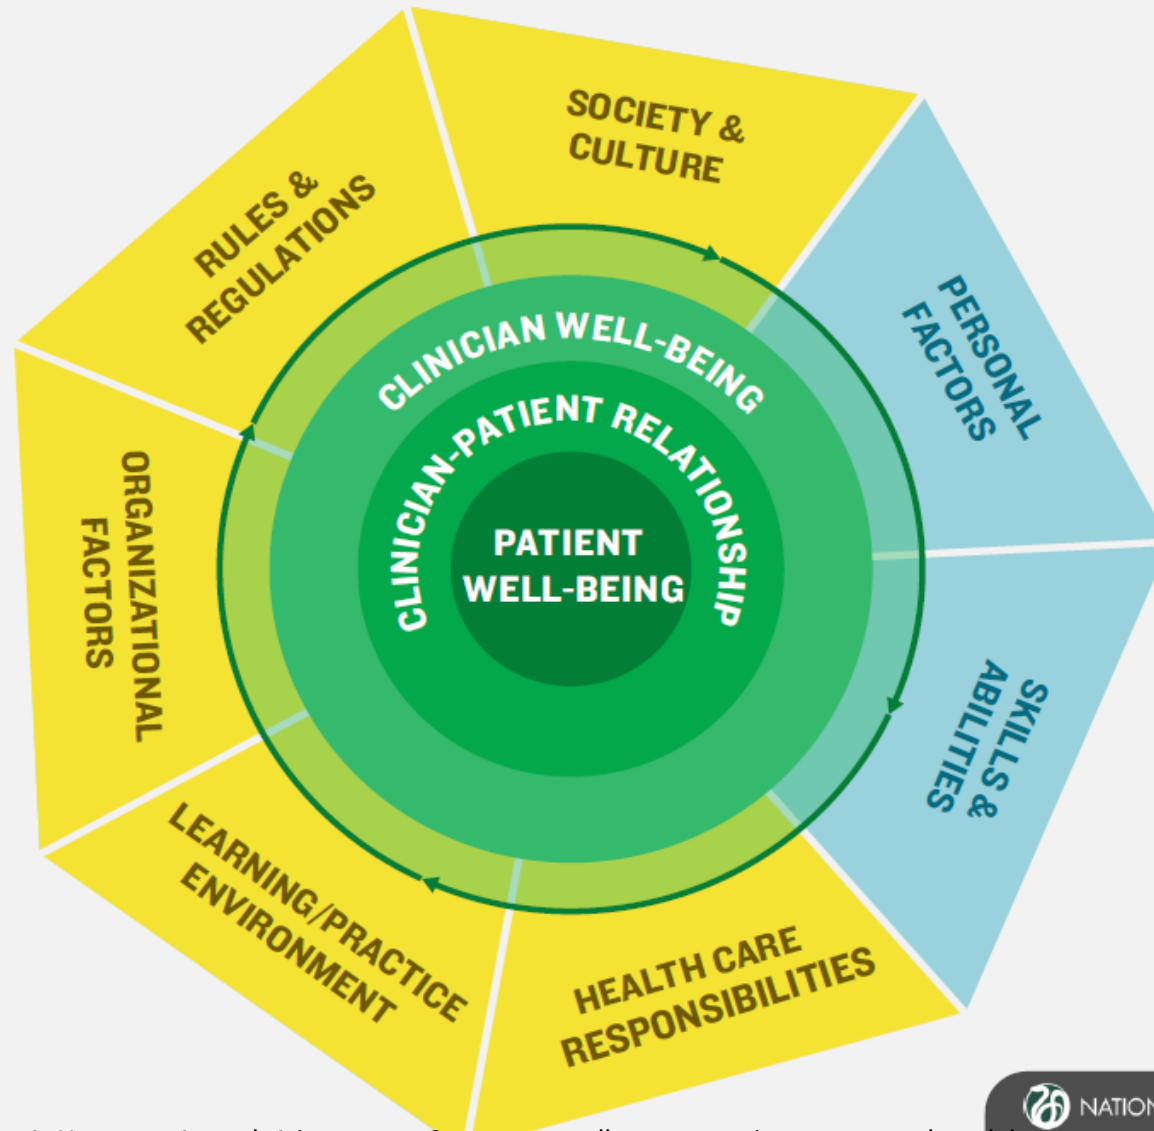 SOCIETY &
CULTURE
RULES &
REGULATIONS
PERSONAL
FACTORS
CLINICIAN WELL-BEING
CLINICIAN-PATIENT RELATIONSHIP
PATIENT
WELL-BEING
ORGANIZATIONAL
FACTORS
SKILLS &
ABILITIES
LEARNING/PRACTICE
ENVIRONMENT
HEALTH CARE
RESPONSIBILITIES
NATION